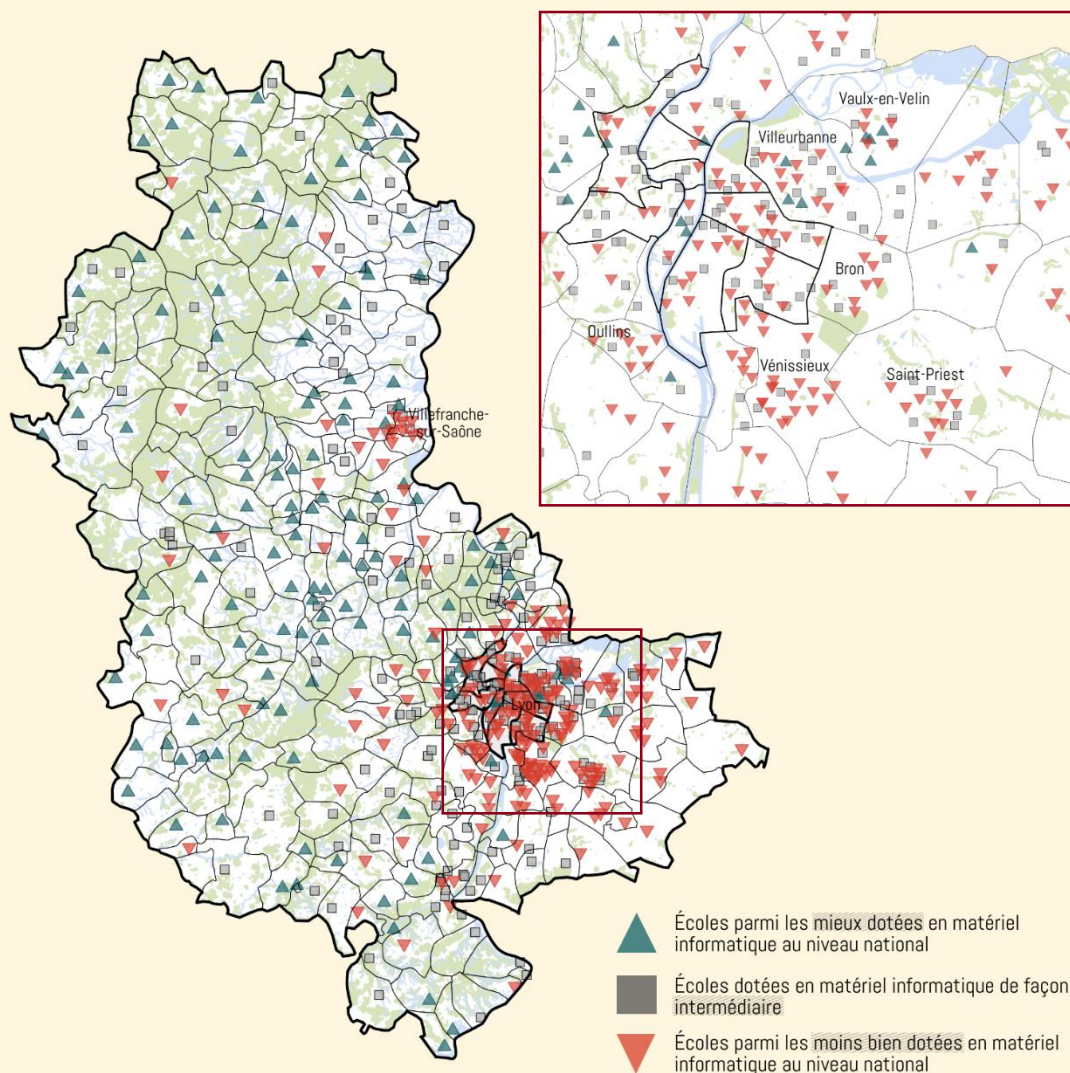 Vaulx-en-Velin
Villeurbanne
Bron
Oullins
Vénissieux
Saint-Priest
Villefranche-
sur-Saône
Lyon
Écoles parmi les mieux dotées en matériel
informatique au niveau national
Écoles dotées en matériel informatique de façon
intermédiaire
Écoles parmi les moins bien dotées en matériel
informatique au niveau national